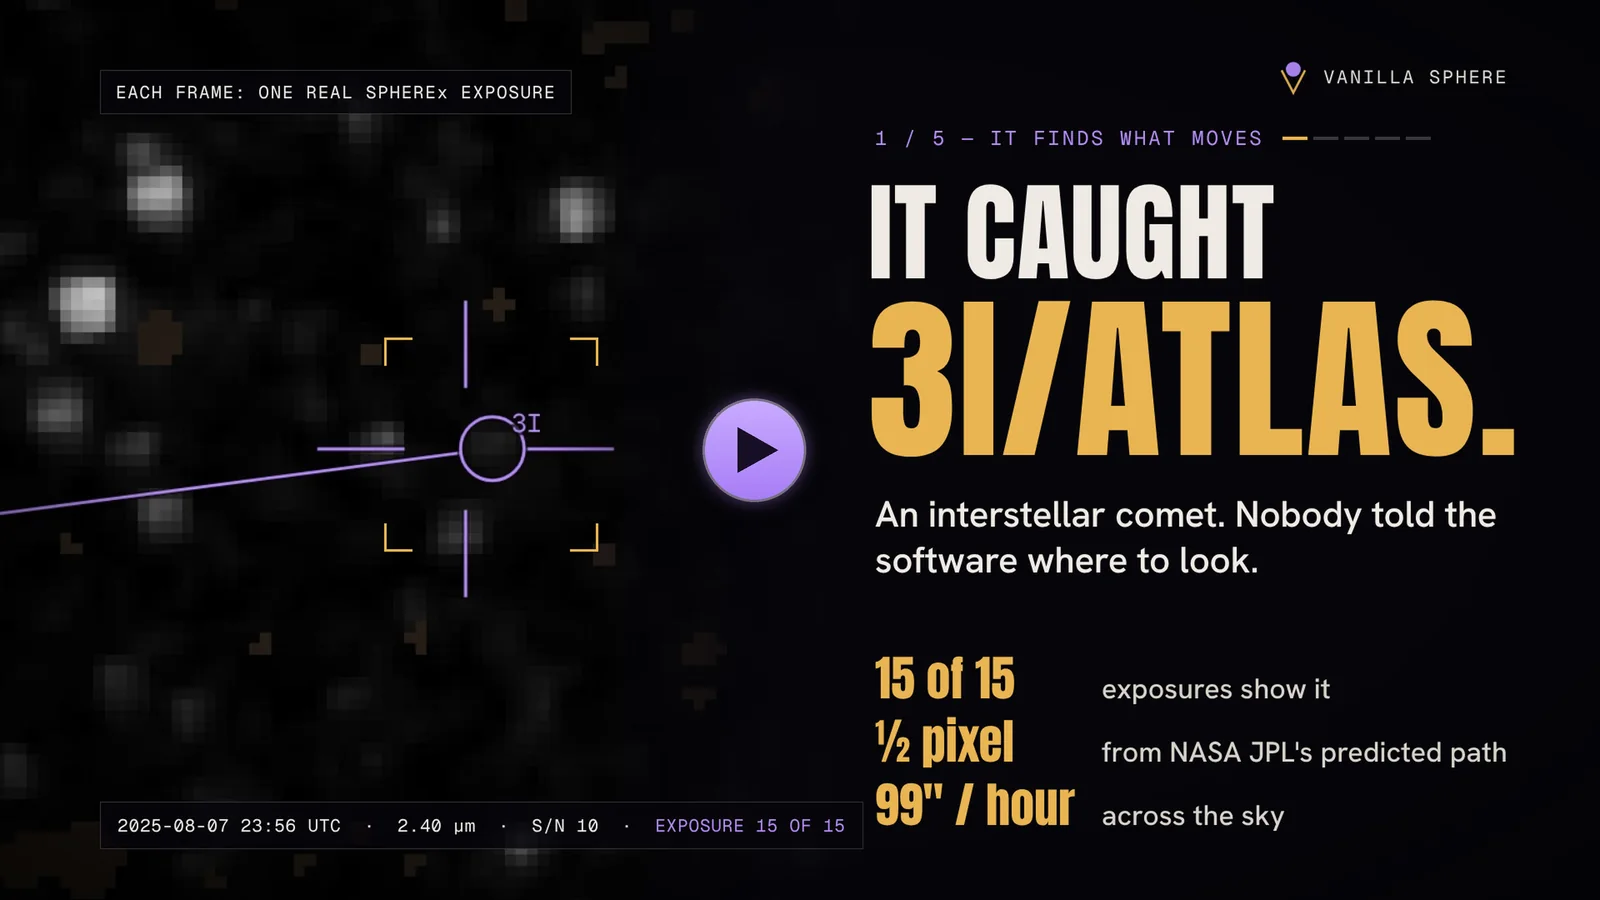 EACH FRAME: ONE REAL SPHEREx EXPOSURE
VANILLA SPHERE
1 / 5 — IT FINDS WHAT MOVES
IT CAUGHT
3I/ATLAS.
3I
An interstellar comet. Nobody told the
software where to look.
15 of 15 exposures show it
½ pixel from NASA JPL's predicted path
99" / hour across the sky
2025-08-07 23:56 UTC · 2.40 µm · S/N 10 · EXPOSURE 15 OF 15